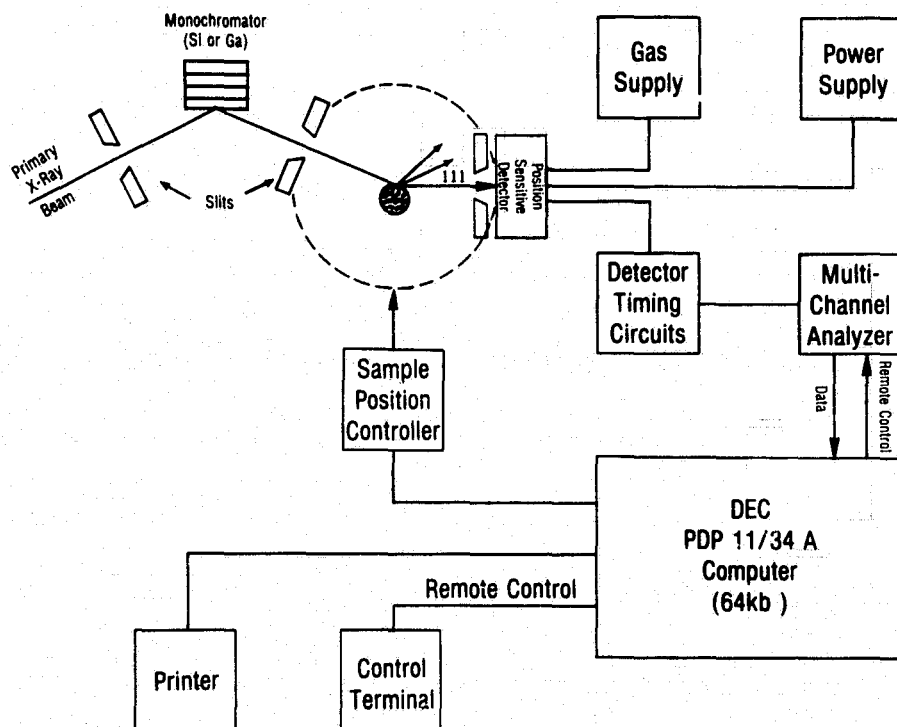 Monochromator
(Si or Ga)
Primary
X-Ray
Beam
Slits
111
Position
Sensitive
Detector
Gas
Supply
Power
Supply
Detector
Timing
Circuits
Multi-
Channel
Analyzer
Sample
Position
Controller
Data
Remote Control
DEC
PDP 11/34 A
Computer
(64kb )
Remote Control
Printer
Control
Terminal